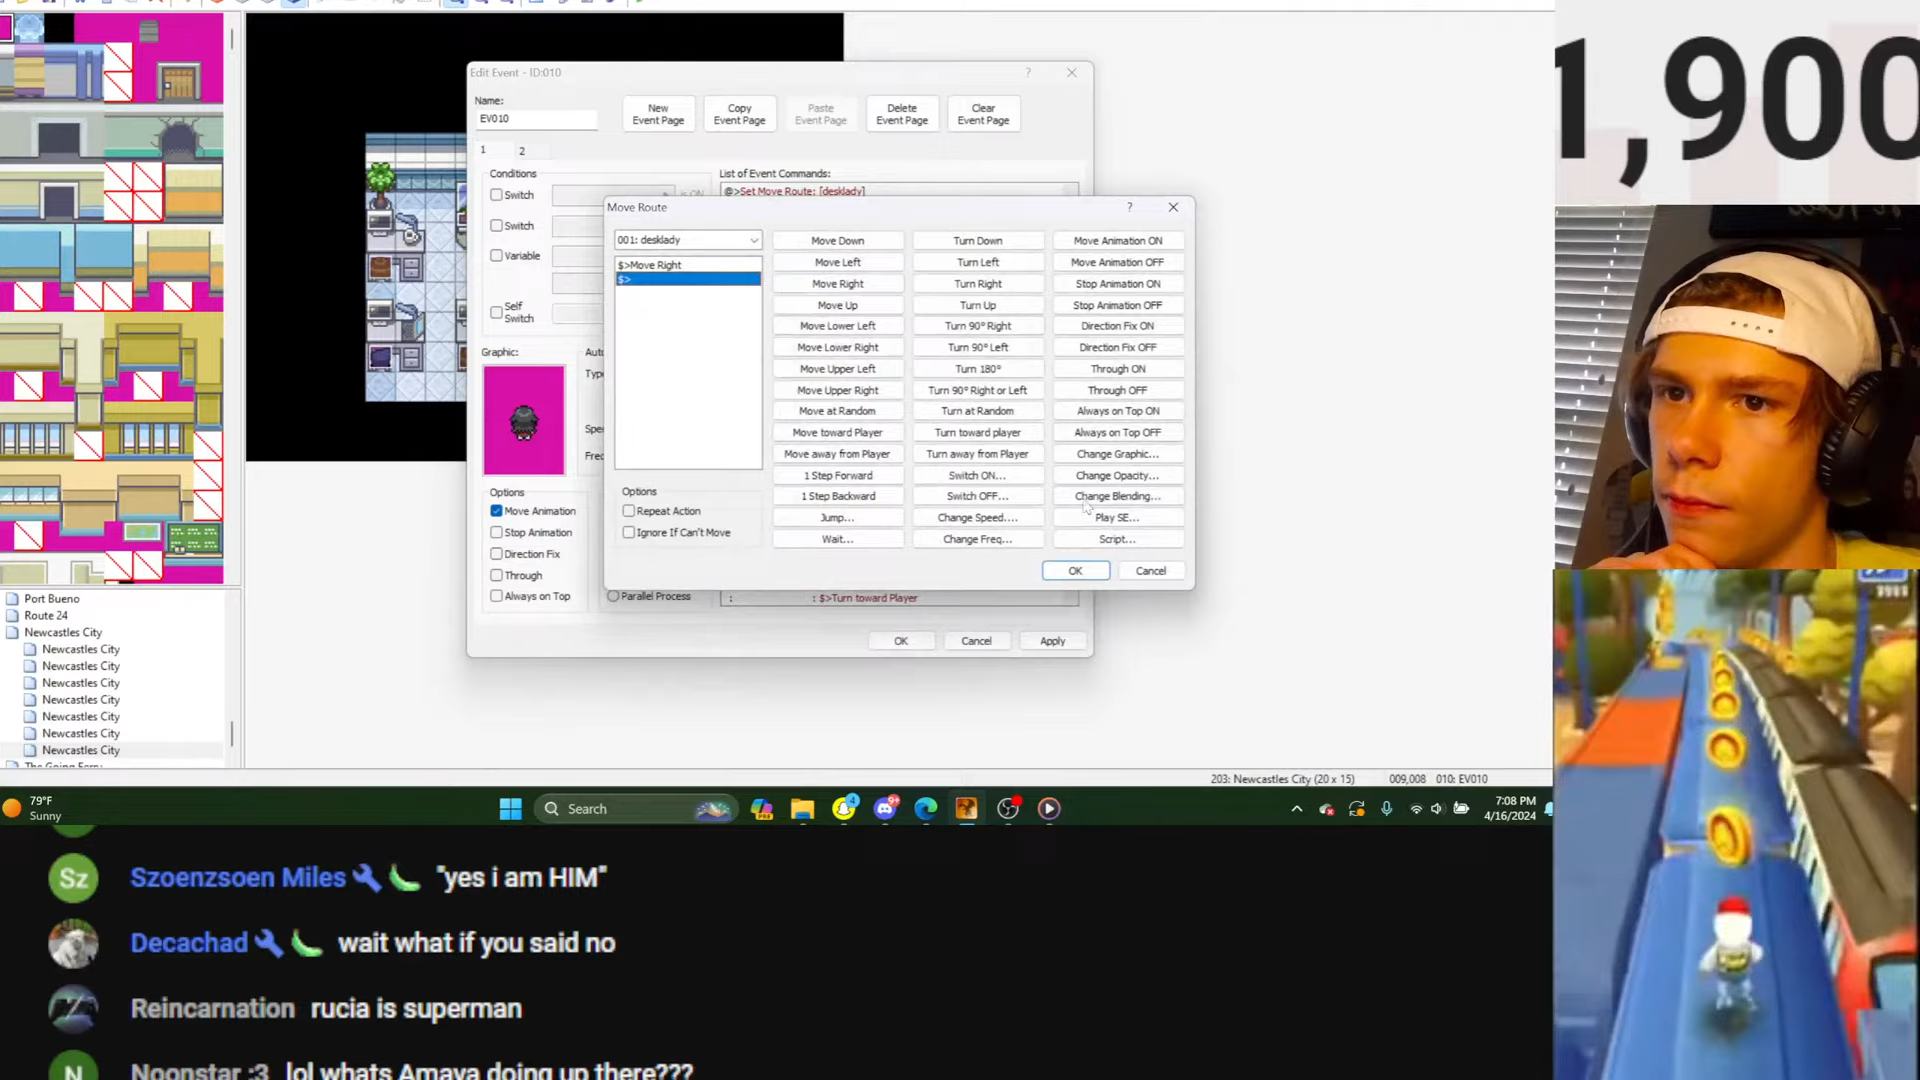 1,900
Edit Event - ID:010
?
Name:
EV010
New
Event Page
Copy
Event Page
Paste
Event Page
Delete
Event Page
Clear
Event Page
1
2
Conditions
Switch
Switch
Variable
Self
Switch
List of Event Commands:
@>Set Move Route: [desklady]
Move Route
?
001: desklady
$>Move Right
$>
Move Down
Move Left
Move Right
Move Up
Move Lower Left
Move Lower Right
Move Upper Left
Move Upper Right
Move at Random
Move toward Player
Move away from Player
1 Step Forward
1 Step Backward
Jump...
Wait...
Turn Down
Turn Left
Turn Right
Turn Up
Turn 90° Right
Turn 90° Left
Turn 180°
Turn 90° Right or Left
Turn at Random
Turn toward player
Turn away from Player
Switch ON...
Switch OFF...
Change Speed....
Change Freq...
Move Animation ON
Move Animation OFF
Stop Animation ON
Stop Animation OFF
Direction Fix ON
Direction Fix OFF
Through ON
Through OFF
Always on Top ON
Always on Top OFF
Change Graphic...
Change Opacity...
Change Blending...
Play SE...
Script...
Options
Repeat Action
Ignore If Can't Move
OK
Cancel
Graphic:
Options
Move Animation
Stop Animation
Direction Fix
Through
Always on Top
Parallel Process
: : $>Turn toward Player
OK
Cancel
Apply
Port Bueno
Route 24
Newcastles City
Newcastles City
Newcastles City
Newcastles City
Newcastles City
Newcastles City
Newcastles City
Newcastles City
The Going Ferry
203: Newcastles City (20 x 15)
009,008
010: EV010
79°F
Sunny
Search
7:08 PM
4/16/2024
Sz Szoenzsoen Miles "yes i am HIM"
Decachad wait what if you said no
Reincarnation rucia is superman
N Noonstar :3 lol whats Amaya doing up there???